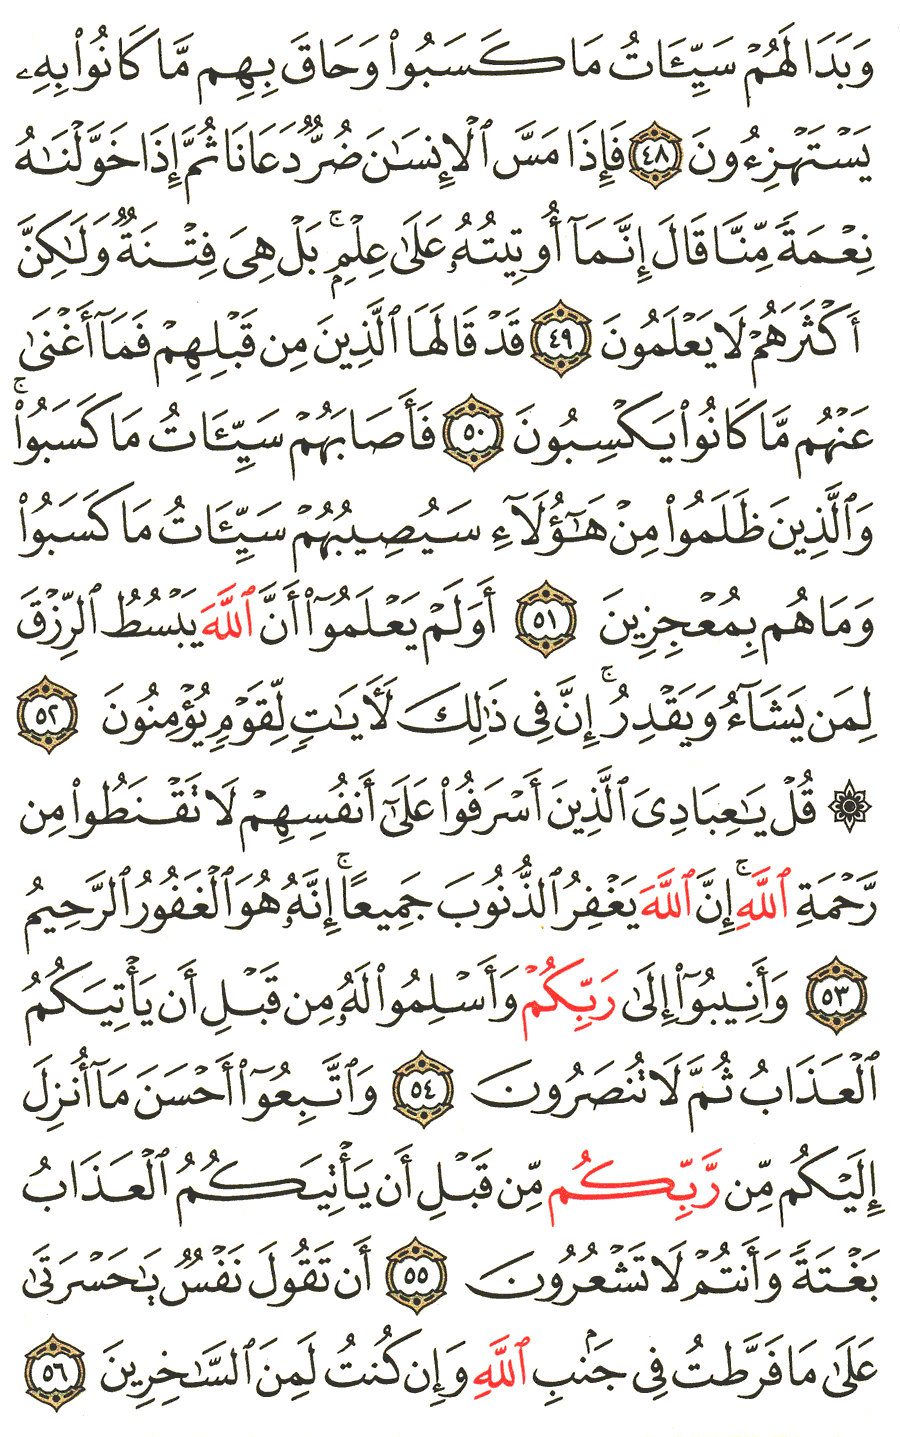 وَبَدَا لَهُمْ سَيِّـَٔاتُ مَا كَسَبُوا۟ وَحَاقَ بِهِم مَّا كَانُوا۟ بِهِۦ
يَسْتَهْزِءُونَ ٤٨ فَإِذَا مَسَّ ٱلْإِنسَـٰنَ ضُرٌّ دَعَانَا ثُمَّ إِذَا خَوَّلْنَـٰهُ
نِعْمَةً مِّنَّا قَالَ إِنَّمَآ أُوتِيتُهُۥ عَلَىٰ عِلْمٍۭ ۚ بَلْ هِىَ فِتْنَةٌ وَلَـٰكِنَّ
أَكْثَرَهُمْ لَا يَعْلَمُونَ ٤٩ قَدْ قَالَهَا ٱلَّذِينَ مِن قَبْلِهِمْ فَمَآ أَغْنَىٰ
عَنْهُم مَّا كَانُوا۟ يَكْسِبُونَ ٥٠ فَأَصَابَهُمْ سَيِّـَٔاتُ مَا كَسَبُوا۟ ۚ
وَٱلَّذِينَ ظَلَمُوا۟ مِنْ هَـٰٓؤُلَآءِ سَيُصِيبُهُمْ سَيِّـَٔاتُ مَا كَسَبُوا۟
وَمَا هُم بِمُعْجِزِينَ ٥١ أَوَلَمْ يَعْلَمُوٓا۟ أَنَّ ٱللَّهَ يَبْسُطُ ٱلرِّزْقَ
لِمَن يَشَآءُ وَيَقْدِرُ ۚ إِنَّ فِى ذَٰلِكَ لَـَٔايَـٰتٍ لِّقَوْمٍ يُؤْمِنُونَ ٥٢
۞ قُلْ يَـٰعِبَادِىَ ٱلَّذِينَ أَسْرَفُوا۟ عَلَىٰٓ أَنفُسِهِمْ لَا تَقْنَطُوا۟ مِن
رَّحْمَةِ ٱللَّهِ ۚ إِنَّ ٱللَّهَ يَغْفِرُ ٱلذُّنُوبَ جَمِيعًا ۚ إِنَّهُۥ هُوَ ٱلْغَفُورُ ٱلرَّحِيمُ
٥٣ وَأَنِيبُوٓا۟ إِلَىٰ رَبِّكُمْ وَأَسْلِمُوا۟ لَهُۥ مِن قَبْلِ أَن يَأْتِيَكُمُ
ٱلْعَذَابُ ثُمَّ لَا تُنصَرُونَ ٥٤ وَٱتَّبِعُوٓا۟ أَحْسَنَ مَآ أُنزِلَ
إِلَيْكُم مِّن رَّبِّكُم مِّن قَبْلِ أَن يَأْتِيَكُمُ ٱلْعَذَابُ
بَغْتَةً وَأَنتُمْ لَا تَشْعُرُونَ ٥٥ أَن تَقُولَ نَفْسٌ يَـٰحَسْرَتَىٰ
عَلَىٰ مَا فَرَّطتُ فِى جَنۢبِ ٱللَّهِ وَإِن كُنتُ لَمِنَ ٱلسَّـٰخِرِينَ ٥٦